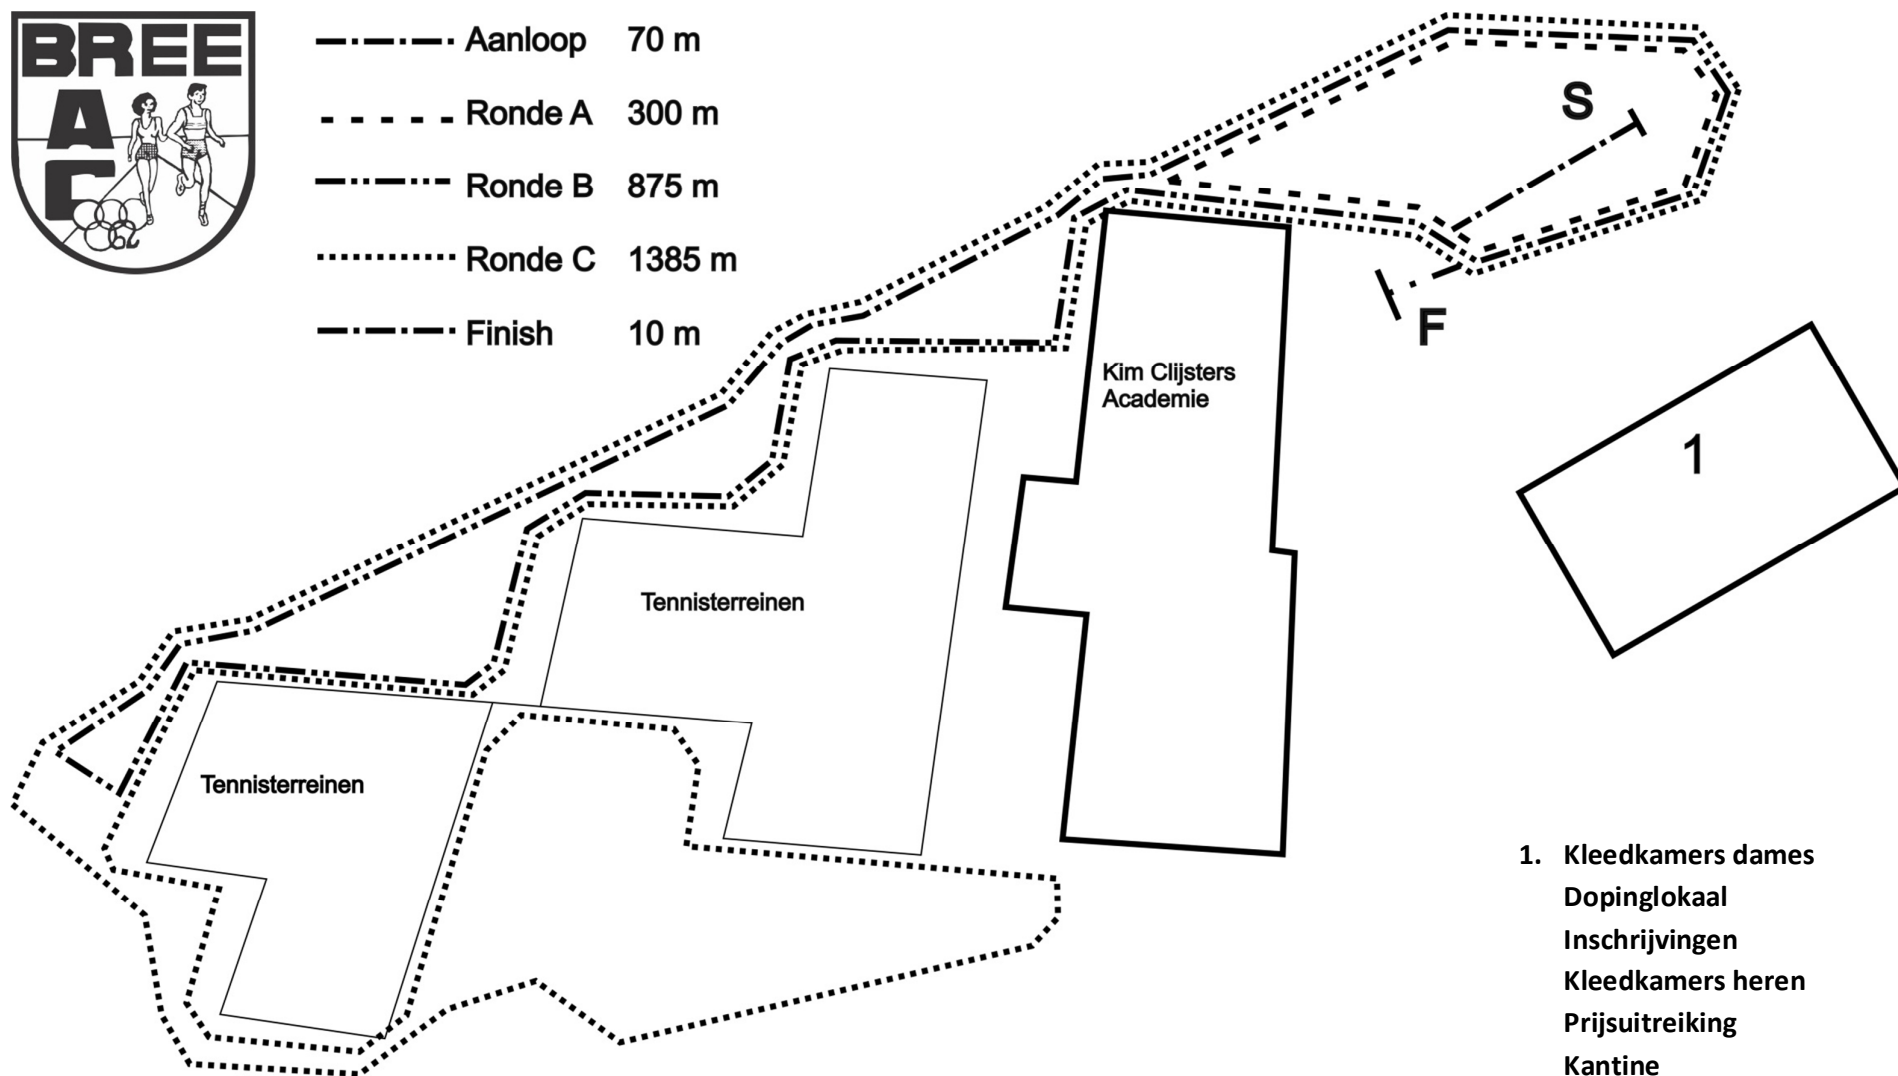 BREE
A
C
62
Aanloop 70 m
Ronde A 300 m
Ronde B 875 m
Ronde C 1385 m
Finish 10 m
S
F
Kim Clijsters
Academie
1
Tennisterreinen
Tennisterreinen
1. Kleedkamers dames
Dopinglokaal
Inschrijvingen
Kleedkamers heren
Prijsuitreiking
Kantine